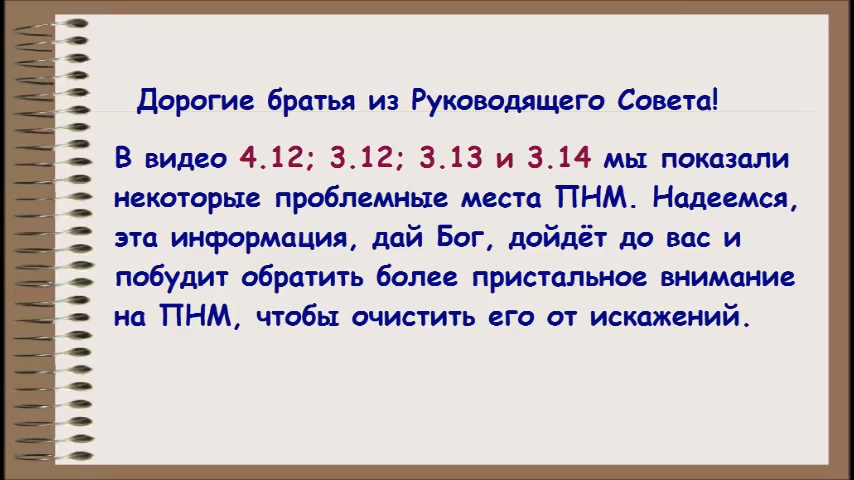 Дорогие братья из Руководящего Совета!
В видео 4.12; 3.12; 3.13 и 3.14 мы показали
некоторые проблемные места ПНМ. Надеемся,
эта информация, дай Бог, дойдёт до вас и
побудит обратить более пристальное внимание
на ПНМ, чтобы очистить его от искажений.